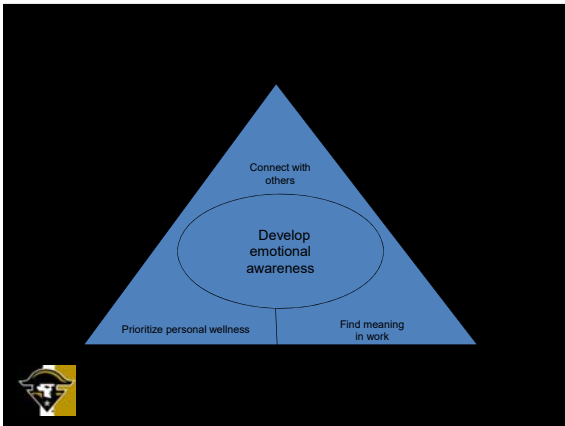 Connect with
others
Develop
emotional
awareness
Prioritize personal wellness
Find meaning
in work